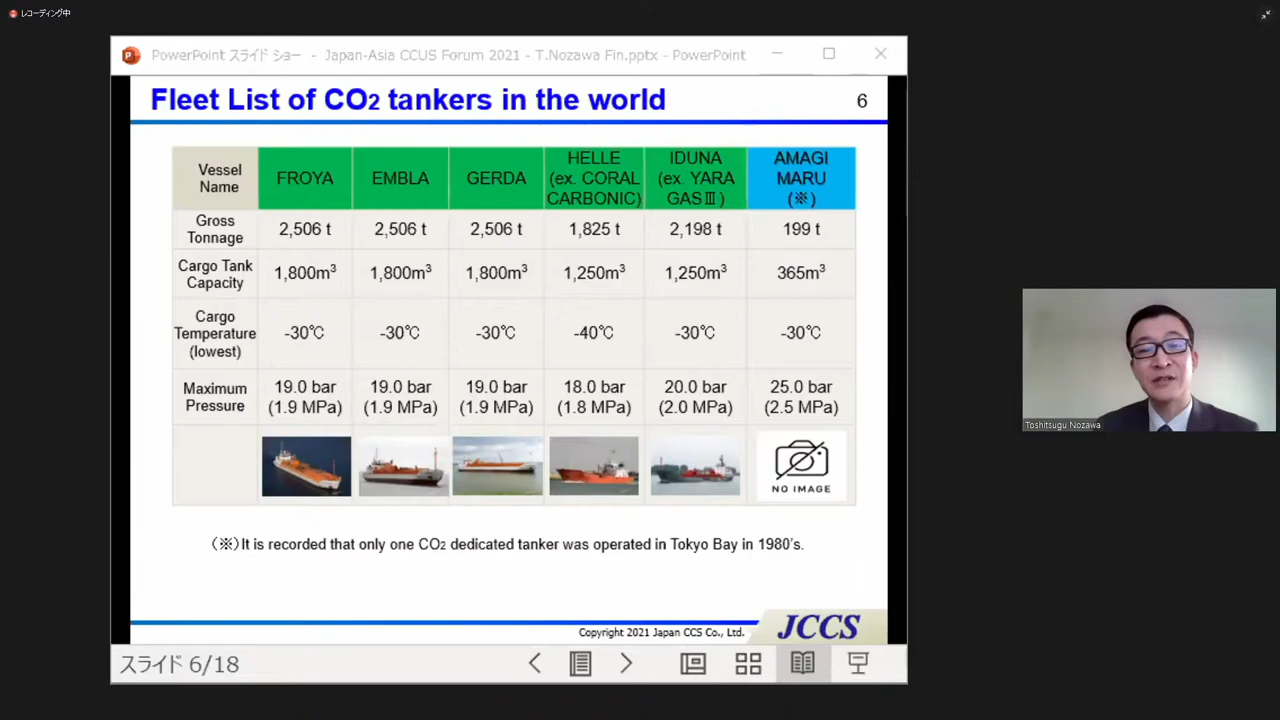 レコーディング中
PowerPoint スライド ショー - Japan-Asia CCUS Forum 2021 - T.Nozawa Fin.pptx - PowerPoint
Fleet List of CO2 tankers in the world
6
Vessel Name
FROYA
EMBLA
GERDA
HELLE (ex. CORAL CARBONIC)
IDUNA (ex. YARA GASⅢ)
AMAGI MARU (※)
Gross Tonnage
2,506 t
2,506 t
2,506 t
1,825 t
2,198 t
199 t
Cargo Tank Capacity
1,800m³
1,800m³
1,800m³
1,250m³
1,250m³
365m³
Cargo Temperature (lowest)
-30℃
-30℃
-30℃
-40℃
-30℃
-30℃
Maximum Pressure
19.0 bar (1.9 MPa)
19.0 bar (1.9 MPa)
19.0 bar (1.9 MPa)
18.0 bar (1.8 MPa)
20.0 bar (2.0 MPa)
25.0 bar (2.5 MPa)
NO IMAGE
(※)It is recorded that only one CO2 dedicated tanker was operated in Tokyo Bay in 1980's.
Copyright 2021 Japan CCS Co., Ltd.
JCCS
スライド 6/18
Toshitsugu Nozawa